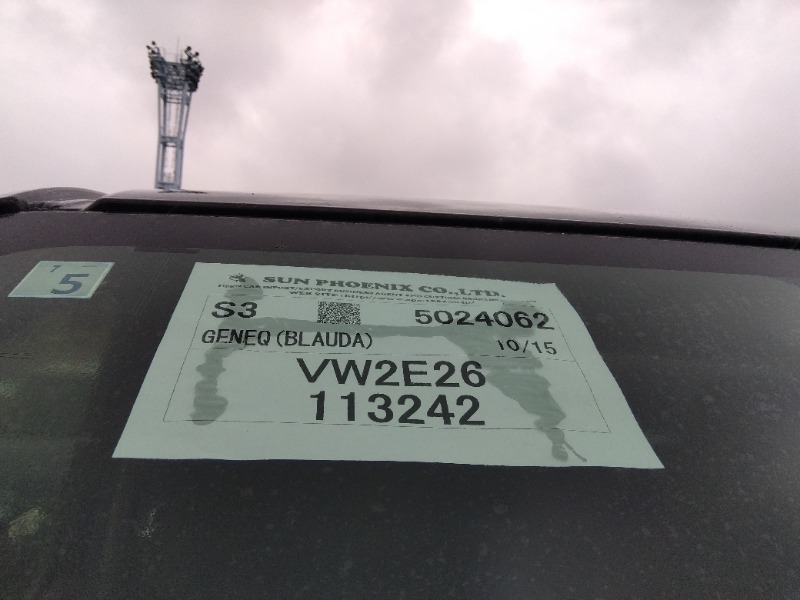 5
SUN PHOENIX CO.,LTD.
S3 5024062
GENEQ (BLAUDA) 10/15
VW2E26
113242